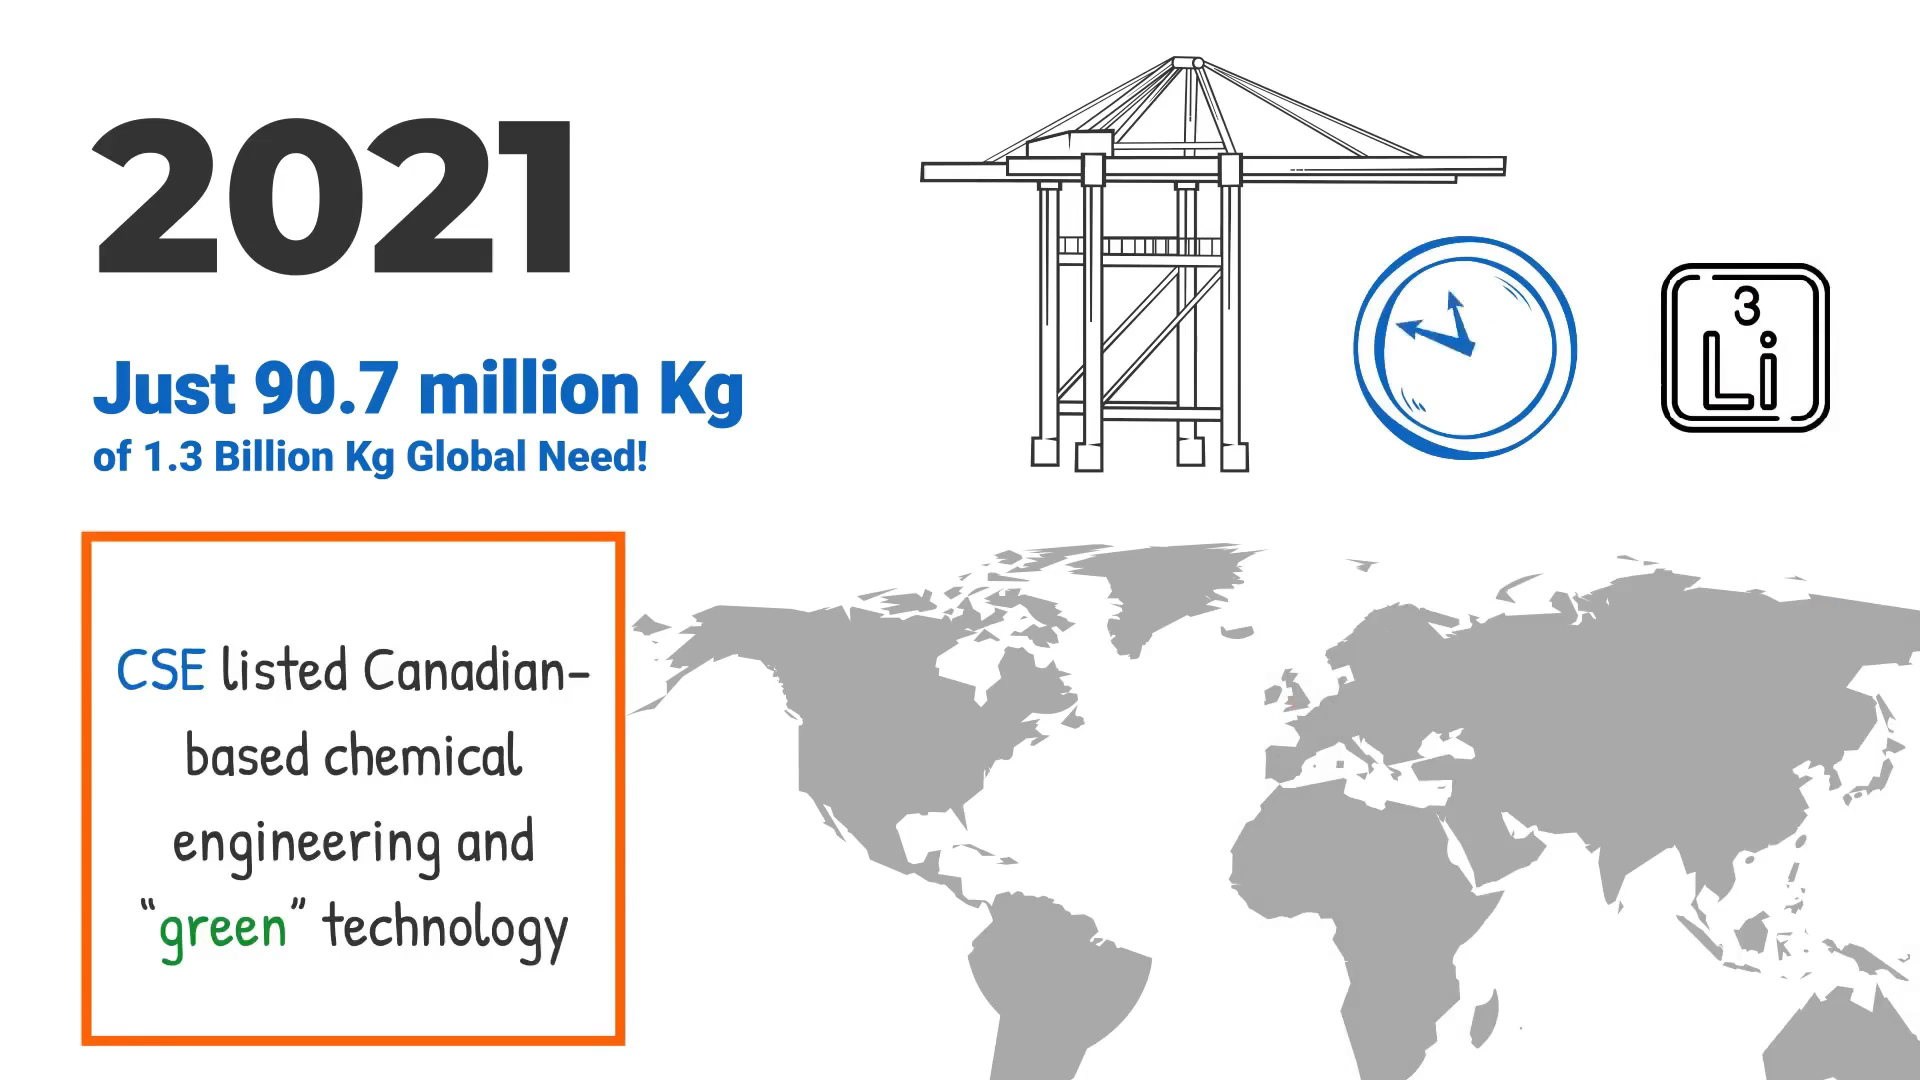 2021
Just 90.7 million Kg
of 1.3 Billion Kg Global Need!
3
Li
CSE listed Canadian-
based chemical
engineering and
“green” technology